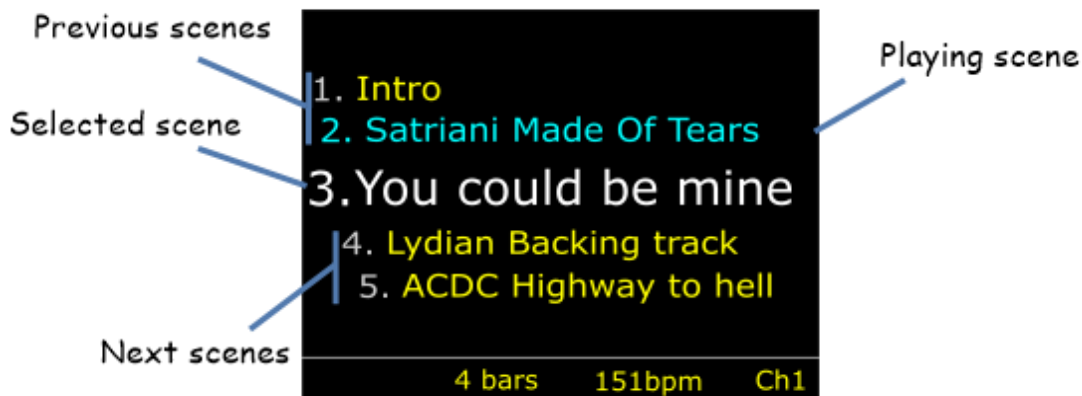 Previous scenes
Playing scene
1. Intro
Selected scene
2. Satriani Made Of Tears
3.You could be mine
4. Lydian Backing track
5. ACDC Highway to hell
Next scenes
4 bars 151bpm Ch1